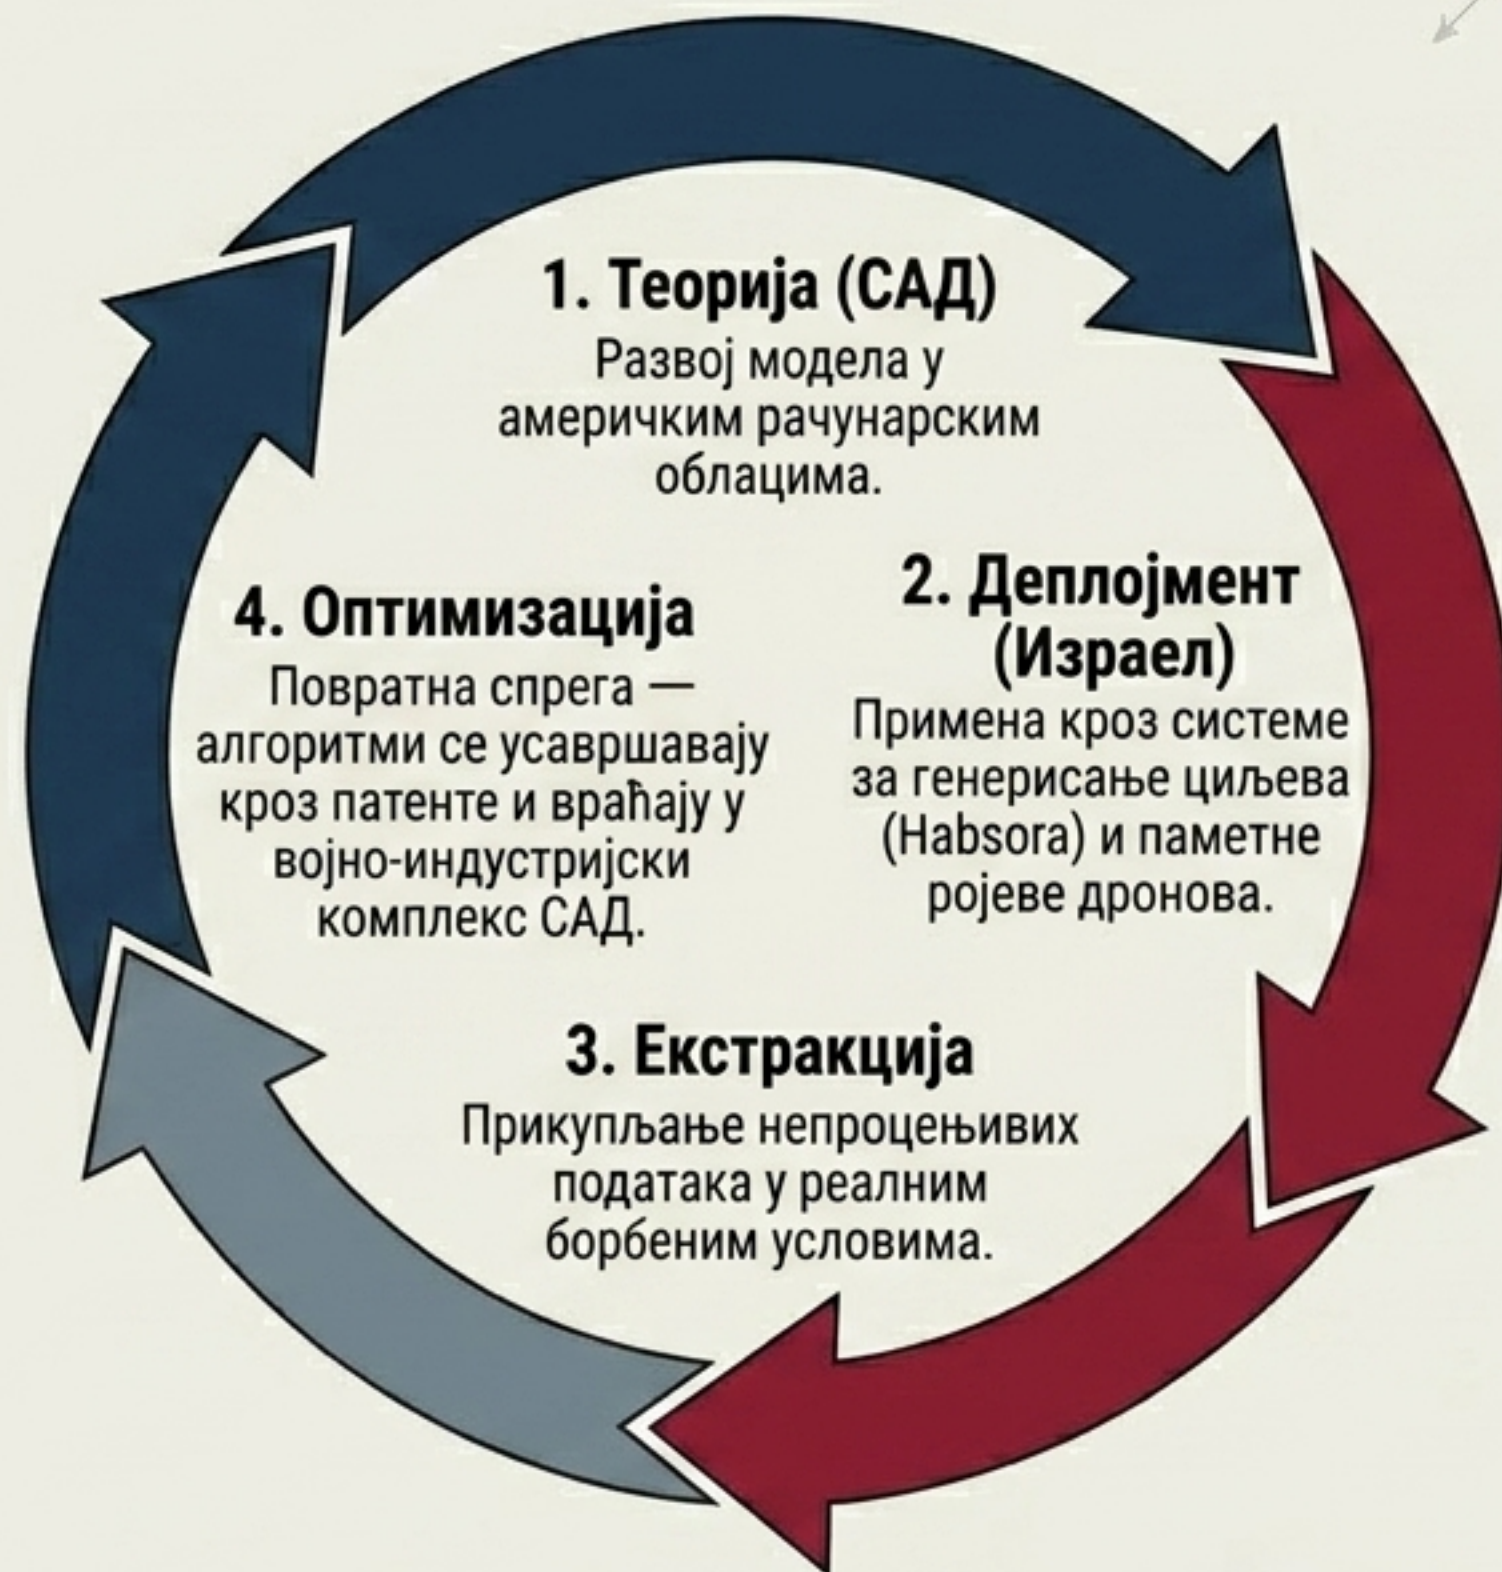 1. Теорија (САД)
Развој модела у
америчким рачунарским
облацима.
2. Деплојмент
(Израел)
Примена кроз системе
за генерисање циљева
(Habsora) и паметне
ројеве дронова.
3. Екстракција
Прикупљање непроцењивих
података у реалним
борбеним условима.
4. Оптимизација
Повратна спрега —
алгоритми се усавршавају
кроз патенте и враћају у
војно-индустријски
комплекс САД.